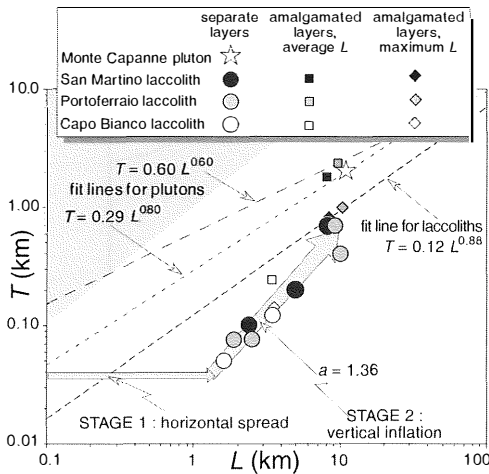 separate layers
amalgamated layers, average L
amalgamated layers, maximum L
Monte Capanne pluton
San Martino laccolith
Portoferraio laccolith
Capo Bianco laccolith
10.0
1.00
0.10
0.01
T (km)
T = 0.60 L^0.60
fit lines for plutons
T = 0.29 L^0.80
fit line for laccoliths
T = 0.12 L^0.88
a = 1.36
STAGE 1 : horizontal spread
STAGE 2 :
vertical inflation
0.1
1
10
100
L (km)